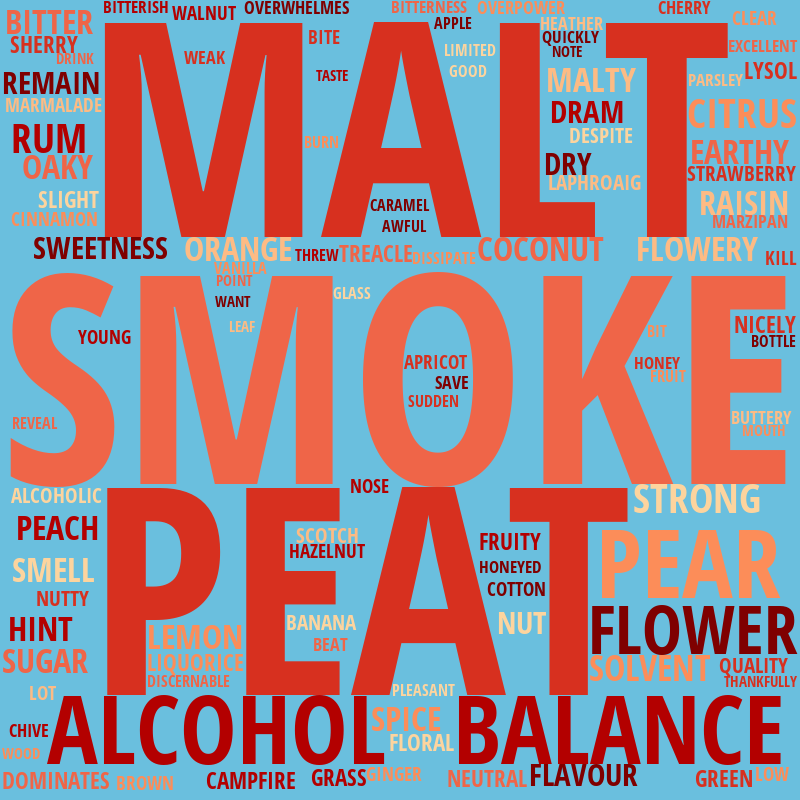 BITTERISH
WALNUT
OVERWHELMES
BITTERNESS
OVERPOWER
CHERRY
BITTER
SHERRY
DRINK
MALT
BITE
WEAK
TASTE
APPLE
LIMITED
GOOD
HEATHER
QUICKLY
NOTE
CLEAR
EXCELLENT
LYSOL
PARSLEY
REMAIN
MARMALADE
MALTY
DRAM
DESPITE
CITRUS
RUM
OAKY
BURN
DRY
LAPHROAIG
EARTHY
STRAWBERRY
SLIGHT
CINNAMON
CARAMEL
AWFUL
RAISIN
MARZIPAN
SWEETNESS
ORANGE
THREW
TREACLE
DISSIPATE
COCONUT
FLOWERY
KILL
VANILLA
POINT
WANT
GLASS
LEAF
SMOKE
YOUNG
BIT
NICELY
BOTTLE
APRICOT
SAVE
SUDDEN
HONEY
FRUIT
REVEAL
BUTTERY
MOUTH
ALCOHOLIC
NOSE
STRONG
PEAT
PEACH
SCOTCH
HAZELNUT
FRUITY
HONEYED
COTTON
PEAR
SMELL
NUTTY
HINT
SUGAR
BANANA
BEAT
NUT
FLOWER
LEMON
LIQUORICE
DISCERNABLE
SOLVENT
QUALITY
THANKFULLY
LOT
PLEASANT
CHIVE
WOOD
ALCOHOL
SPICE
FLORAL
BALANCE
DOMINATES
BROWN
CAMPFIRE
GRASS
GINGER
NEUTRAL
FLAVOUR
GREEN
LOW